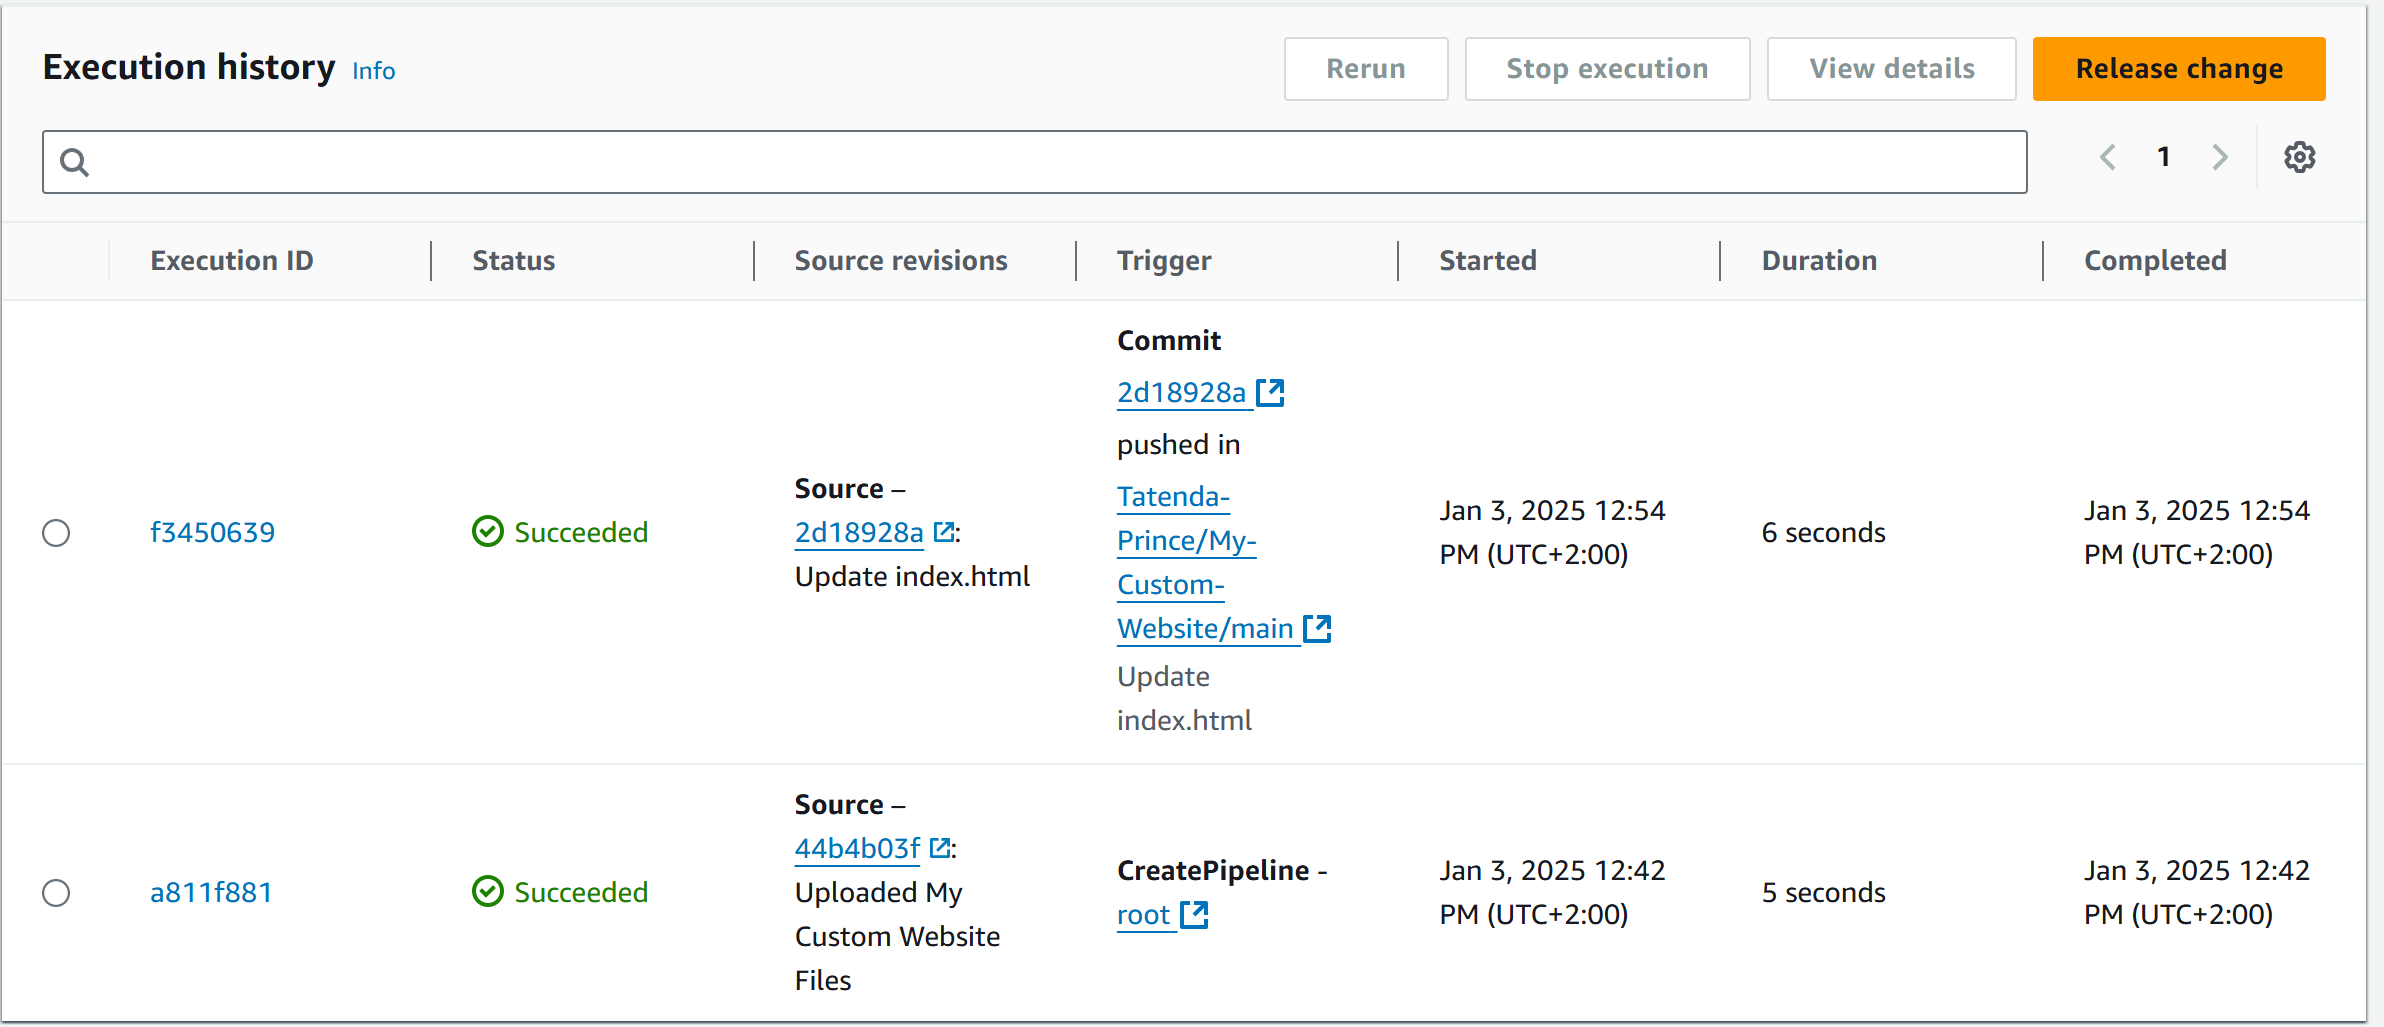 Execution history Info
Rerun
Stop execution
View details
Release change
1
Execution ID
Status
Source revisions
Trigger
Started
Duration
Completed
f3450639
Succeeded
Source –
2d18928a :
Update index.html
Commit
2d18928a
pushed in
Tatenda-
Prince/My-
Custom-
Website/main
Update
index.html
Jan 3, 2025 12:54
PM (UTC+2:00)
6 seconds
Jan 3, 2025 12:54
PM (UTC+2:00)
a811f881
Succeeded
Source –
44b4b03f :
Uploaded My
Custom Website
Files
CreatePipeline -
root
Jan 3, 2025 12:42
PM (UTC+2:00)
5 seconds
Jan 3, 2025 12:42
PM (UTC+2:00)